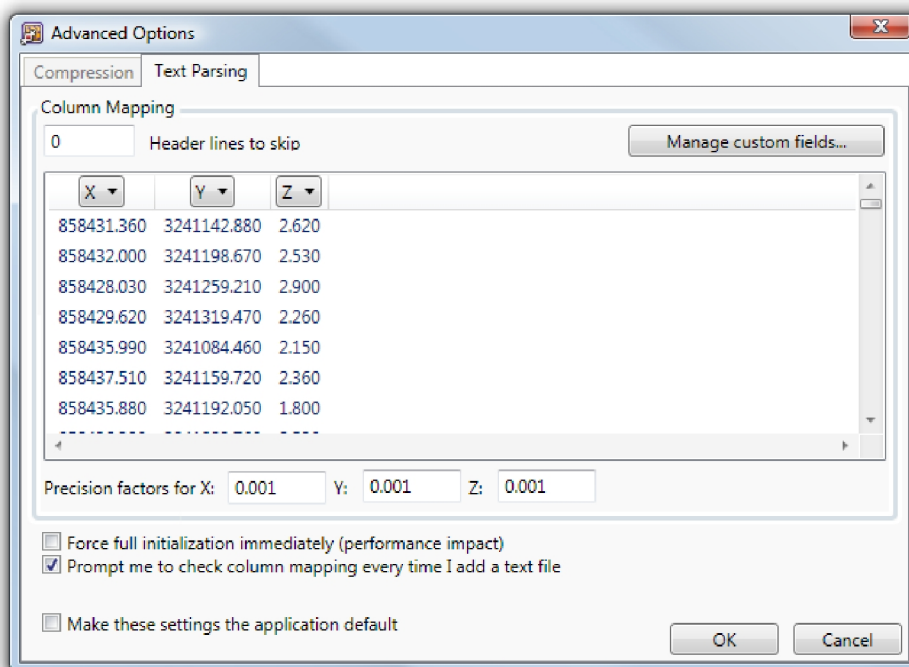 Advanced Options
Compression Text Parsing
Column Mapping
0 Header lines to skip Manage custom fields...
X Y Z
858431.360 3241142.880 2.620
858432.000 3241198.670 2.530
858428.030 3241259.210 2.900
858429.620 3241319.470 2.260
858435.990 3241084.460 2.150
858437.510 3241159.720 2.360
858435.880 3241192.050 1.800
Precision factors for X: 0.001 Y: 0.001 Z: 0.001
Force full initialization immediately (performance impact)
Prompt me to check column mapping every time I add a text file
Make these settings the application default
OK Cancel